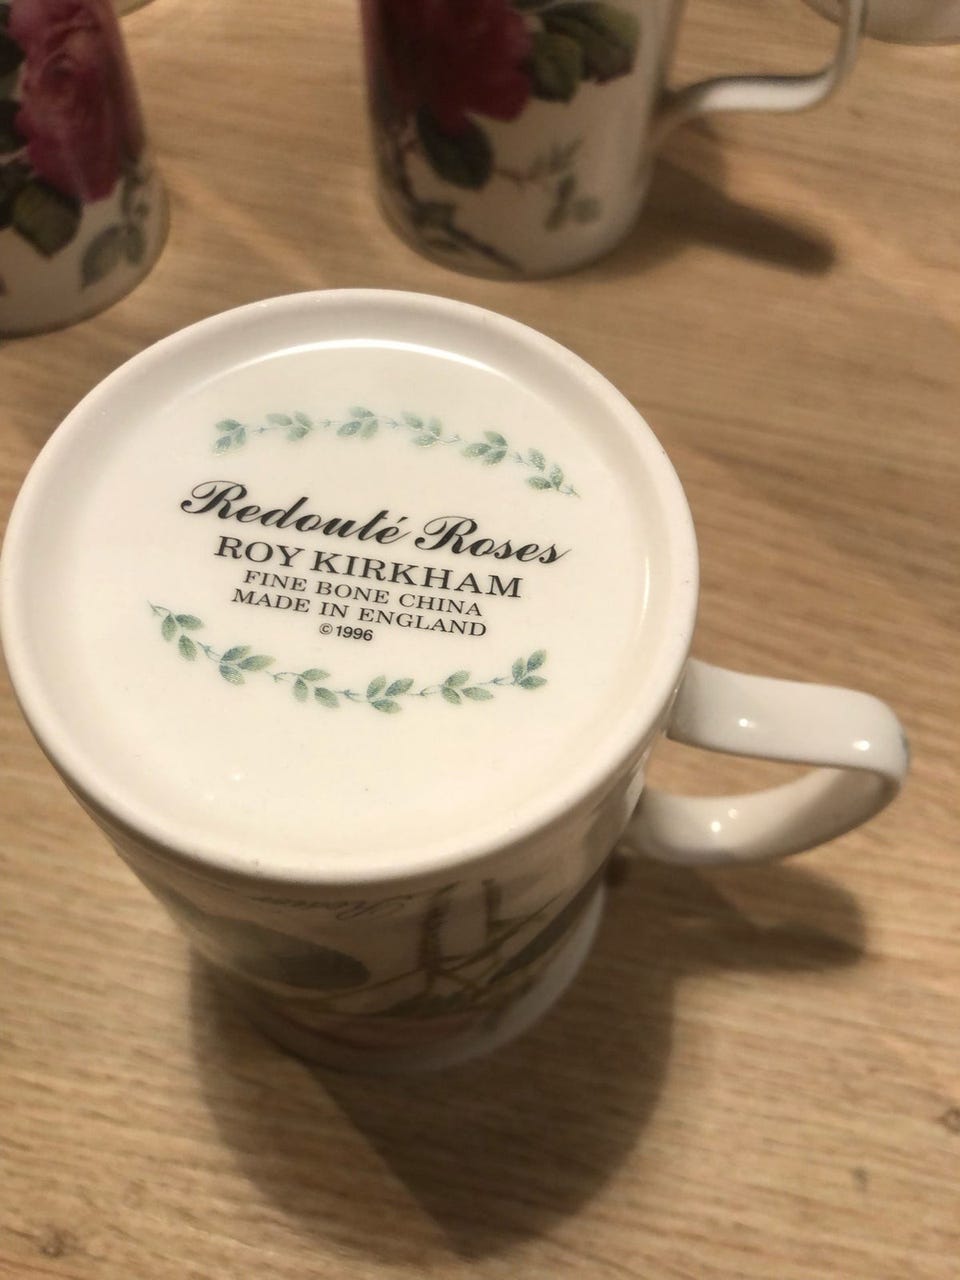 Redouté Roses
ROY KIRKHAM
FINE BONE CHINA
MADE IN ENGLAND
©1996